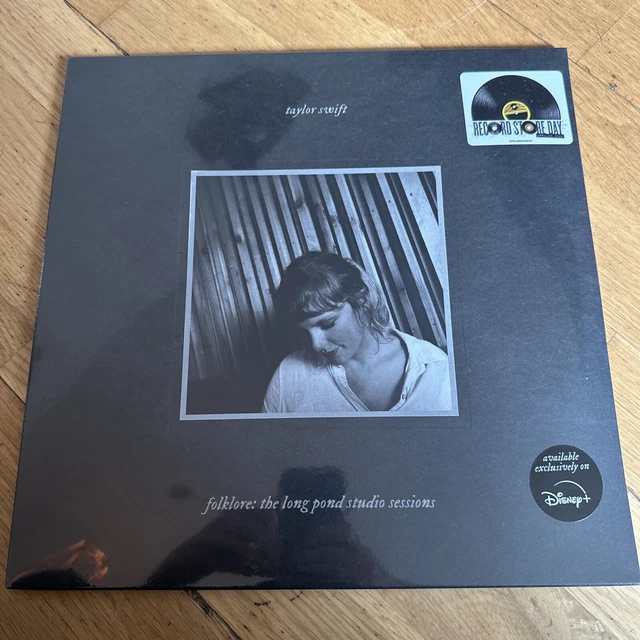 taylor swift
RECORD STORE DAY
folklore: the long pond studio sessions
available
exclusively on
Disney+